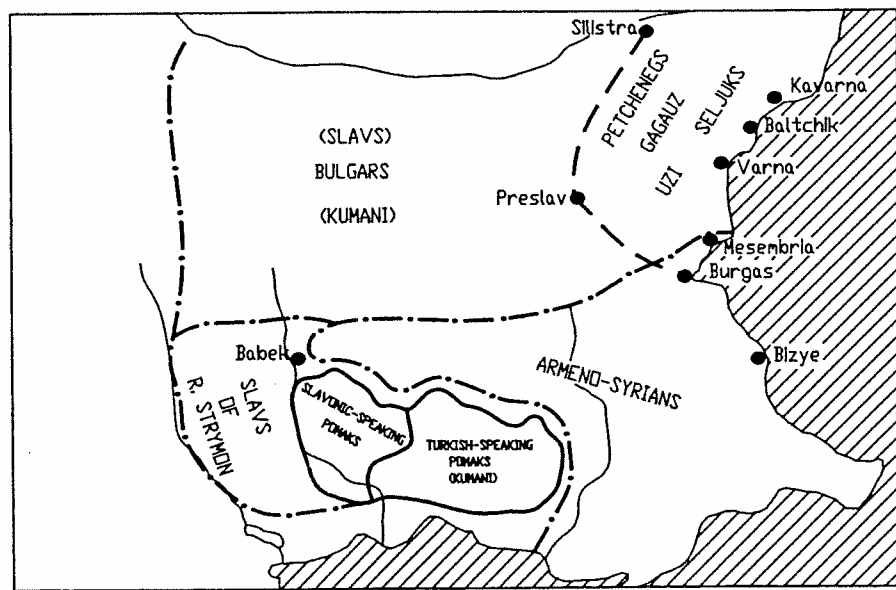 Silistra
PETCHENEGS
GAGAUZ
UZI
SELJUKS
Kavarna
Baltchik
Varna
(SLAVS)
BULGARS
(KUMANI)
Preslav
Mesembria
Burgas
Babek
Bizye
ARMENO-SYRIANS
SLAVS
OF
R. STRYMON
SLAVONIC-SPEAKING
POMAKS
TURKISH-SPEAKING
POMAKS
(KUMANI)